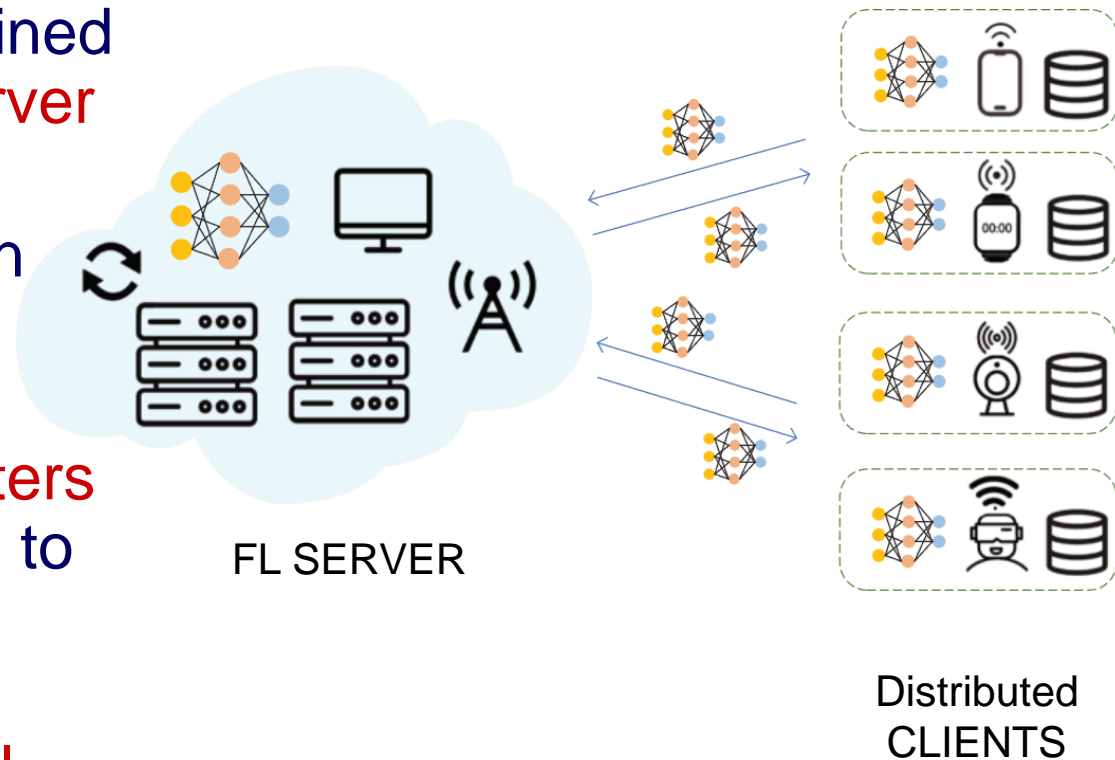 ined
rver
n
ters
to
FL SERVER
00:00
Distributed
CLIENTS